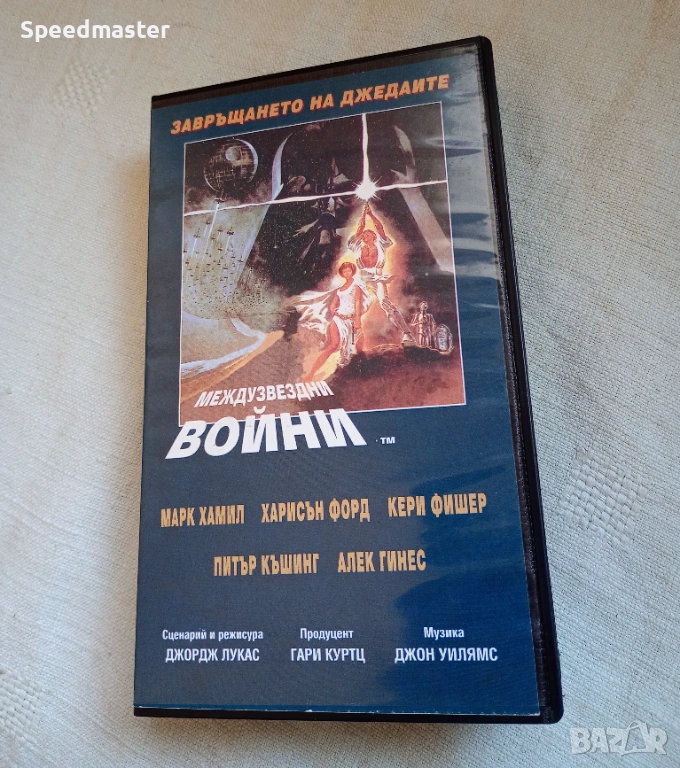 Speedmaster
ЗАВРЪЩАНЕТО НА ДЖЕДАИТЕ
МЕЖДУЗВЕЗДНИ
ВОЙНИ TM
МАРК ХАМИЛ ХАРИСЪН ФОРД КЕРИ ФИШЕР
ПИТЪР КЪШИНГ АЛЕК ГИНЕС
Сценарий и режисура Продуцент Музика
ДЖОРДЖ ЛУКАС ГАРИ КУРТЦ ДЖОН УИЛЯМС
BAZAR